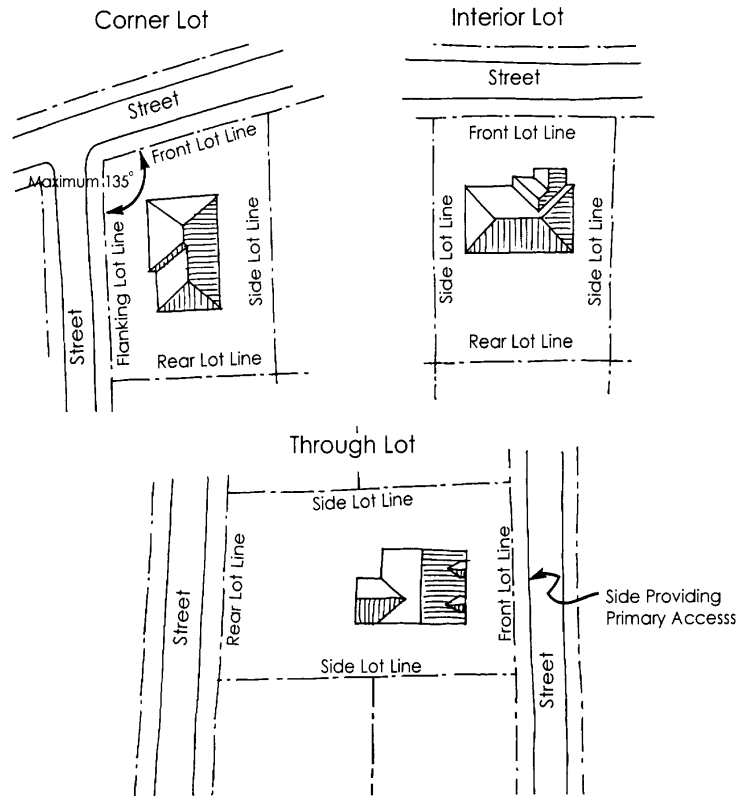 Corner Lot
Street
Front Lot Line
Maximum 135°
Flanking Lot Line
Side Lot Line
Street
Rear Lot Line
Interior Lot
Street
Front Lot Line
Side Lot Line
Side Lot Line
Rear Lot Line
Through Lot
Side Lot Line
Street
Rear Lot Line
Front Lot Line
Side Providing
Primary Accesss
Side Lot Line
Street